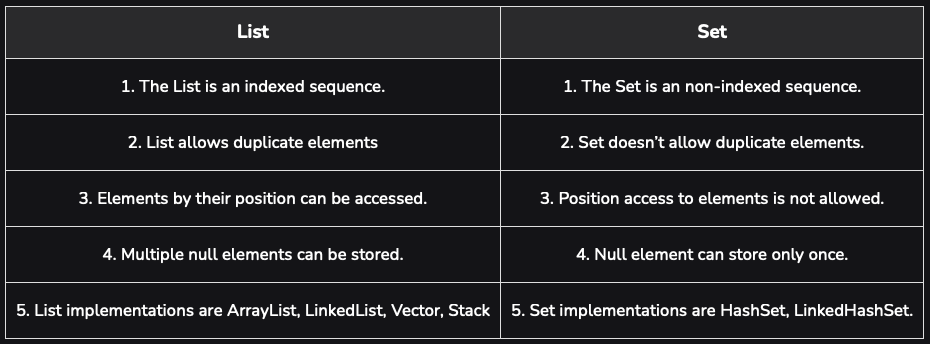 List
Set
1. The List is an indexed sequence.
1. The Set is an non-indexed sequence.
2. List allows duplicate elements
2. Set doesn’t allow duplicate elements.
3. Elements by their position can be accessed.
3. Position access to elements is not allowed.
4. Multiple null elements can be stored.
4. Null element can store only once.
5. List implementations are ArrayList, LinkedList, Vector, Stack
5. Set implementations are HashSet, LinkedHashSet.